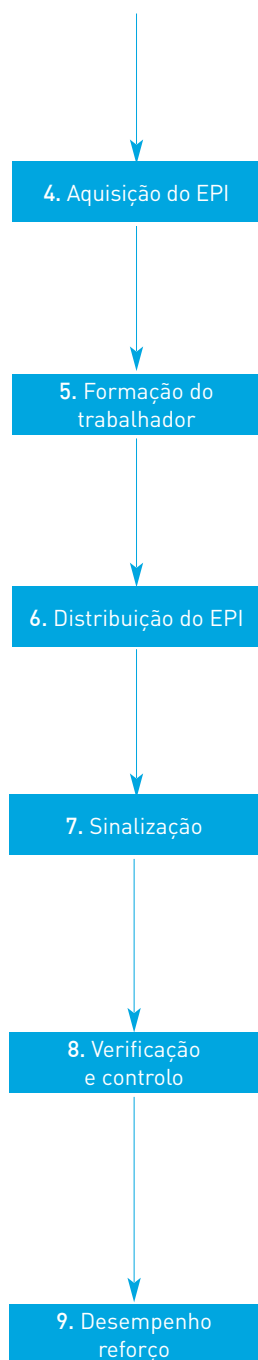 4. Aquisição do EPI
5. Formação do
trabalhador
6. Distribuição do EPI
7. Sinalização
8. Verificação
e controlo
9. Desempenho
reforço